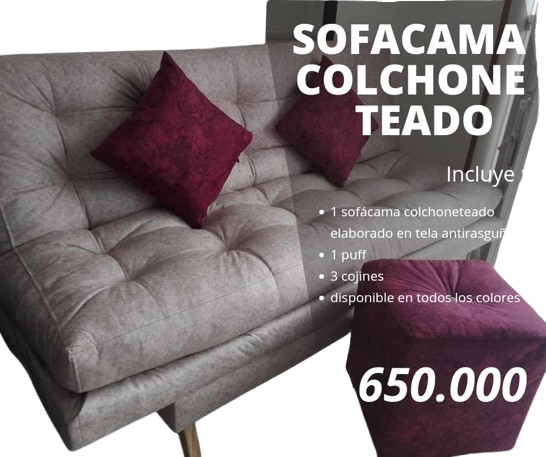 SOFACAMA
COLCHONE
TEADO
Incluye
1 sofácama colchoneteado
elaborado en tela
1 puff
3 cojines
disponible en todos los colores
650.000